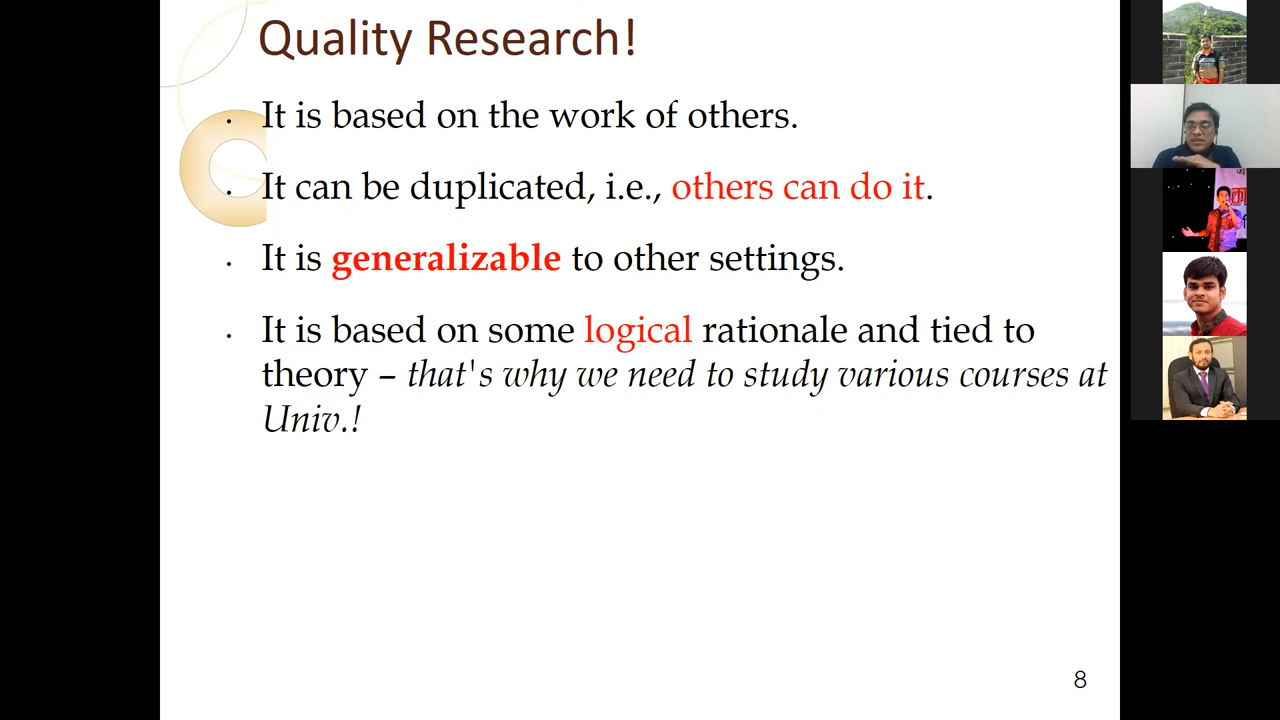 Quality Research!
• It is based on the work of others.
• It can be duplicated, i.e., others can do it.
• It is generalizable to other settings.
• It is based on some logical rationale and tied to
theory – that's why we need to study various courses at
Univ.!
8